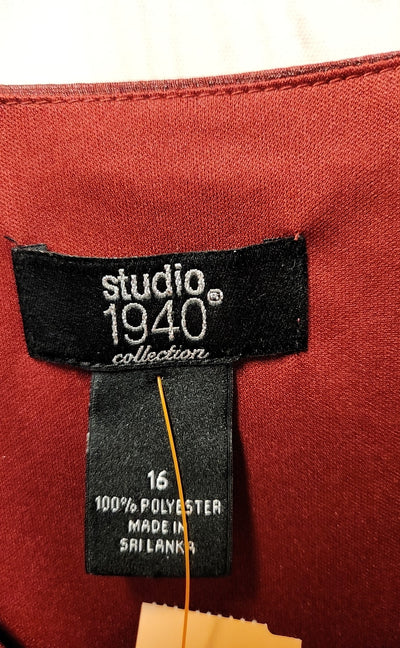 studio®
1940
collection
16
100% POLYESTER
MADE IN
SRI LANKA